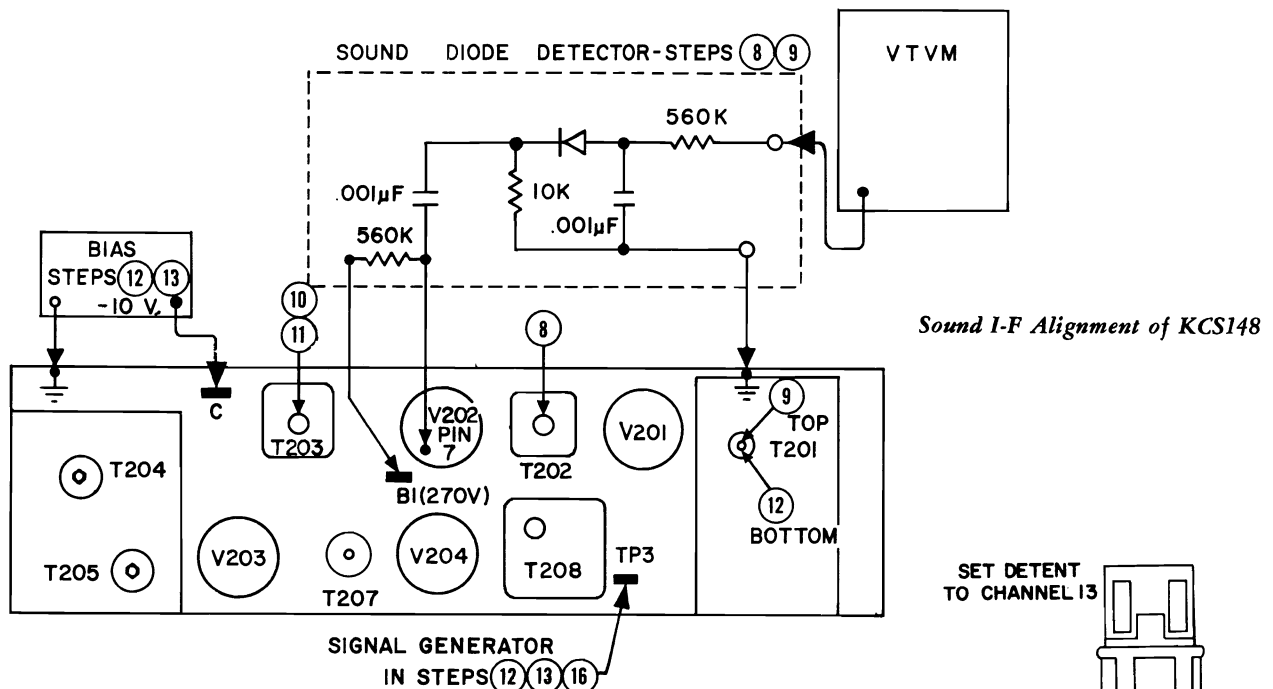 SOUND DIODE DETECTOR-STEPS 8 9
VTVM
560K
.001µF
10K
.001µF
560K
BIAS
STEPS 12 13
-10 V.
10
11
8
Sound I-F Alignment of KCS148
C
T203
V202
PIN
7
T202
V201
9
TOP
T201
T204
B1(270V)
12
BOTTOM
T205
V203
T207
V204
T208
TP3
SET DETENT
TO CHANNEL 13
SIGNAL GENERATOR
IN STEPS 12 13 16